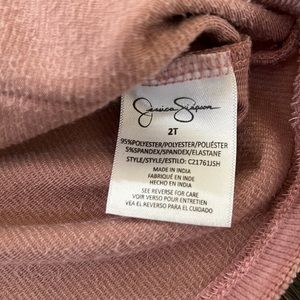 Jessica Simpson
2T
95%POLYESTER/POLYESTER/POLIÉSTER
5%SPANDEX/SPANDEX/ELASTANE
STYLE/STYLE/ESTILO: C21761JSH
MADE IN INDIA
FABRIQUÉ EN INDE
HECHO EN INDIA
SEE REVERSE FOR CARE
VOIR VERSO POUR ENTRETIEN
VEA EL REVERSO PARA EL CUIDADO